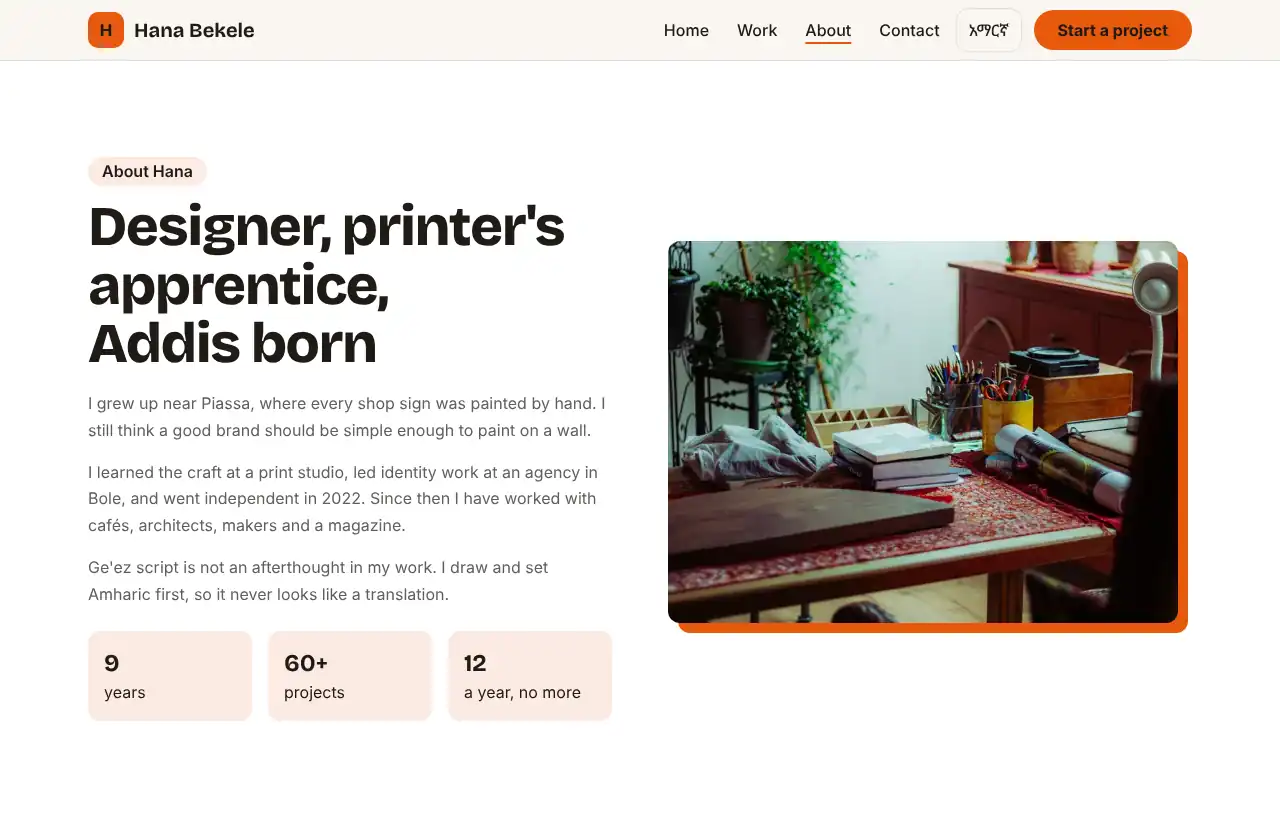 H
Hana Bekele
Home
Work
About
Contact
አማርኛ
Start a project
About Hana
Designer, printer's
apprentice,
Addis born
I grew up near Piassa, where every shop sign was painted by hand. I
still think a good brand should be simple enough to paint on a wall.
I learned the craft at a print studio, led identity work at an agency in
Bole, and went independent in 2022. Since then I have worked with
cafés, architects, makers and a magazine.
Ge'ez script is not an afterthought in my work. I draw and set
Amharic first, so it never looks like a translation.
9
years
60+
projects
12
a year, no more